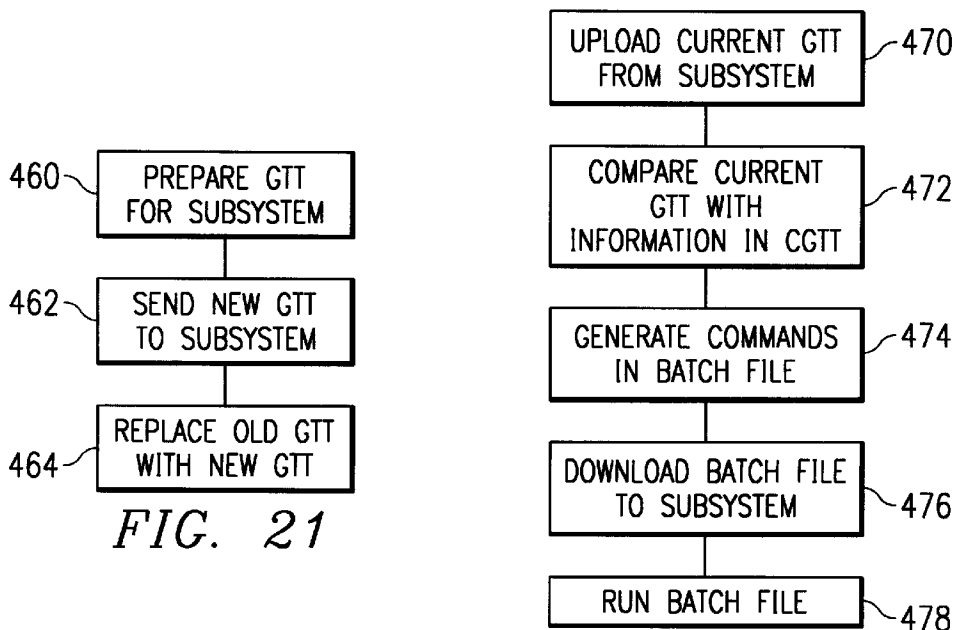 460
PREPARE GTT
FOR SUBSYSTEM
462
SEND NEW GTT
TO SUBSYSTEM
464
REPLACE OLD GTT
WITH NEW GTT
FIG. 21
UPLOAD CURRENT GTT
FROM SUBSYSTEM
470
COMPARE CURRENT
GTT WITH
INFORMATION IN CGTT
472
GENERATE COMMANDS
IN BATCH FILE
474
DOWNLOAD BATCH FILE
TO SUBSYSTEM
476
RUN BATCH FILE
478